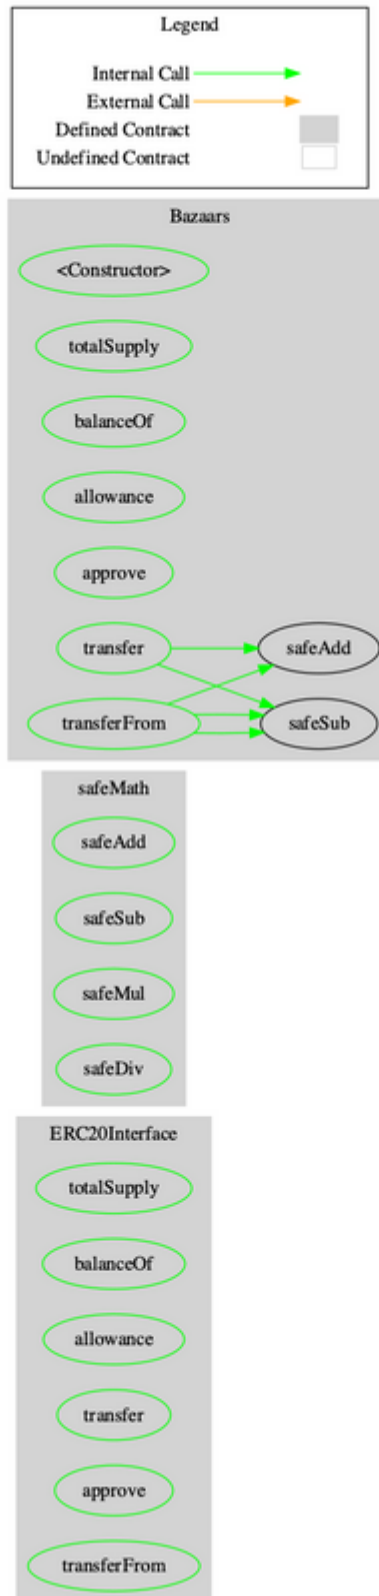 Legend
Internal Call
External Call
Defined Contract
Undefined Contract
Bazaars
<Constructor>
totalSupply
balanceOf
allowance
approve
transfer
safeAdd
transferFrom
safeSub
safeMath
safeAdd
safeSub
safeMul
safeDiv
ERC20Interface
totalSupply
balanceOf
allowance
transfer
approve
transferFrom